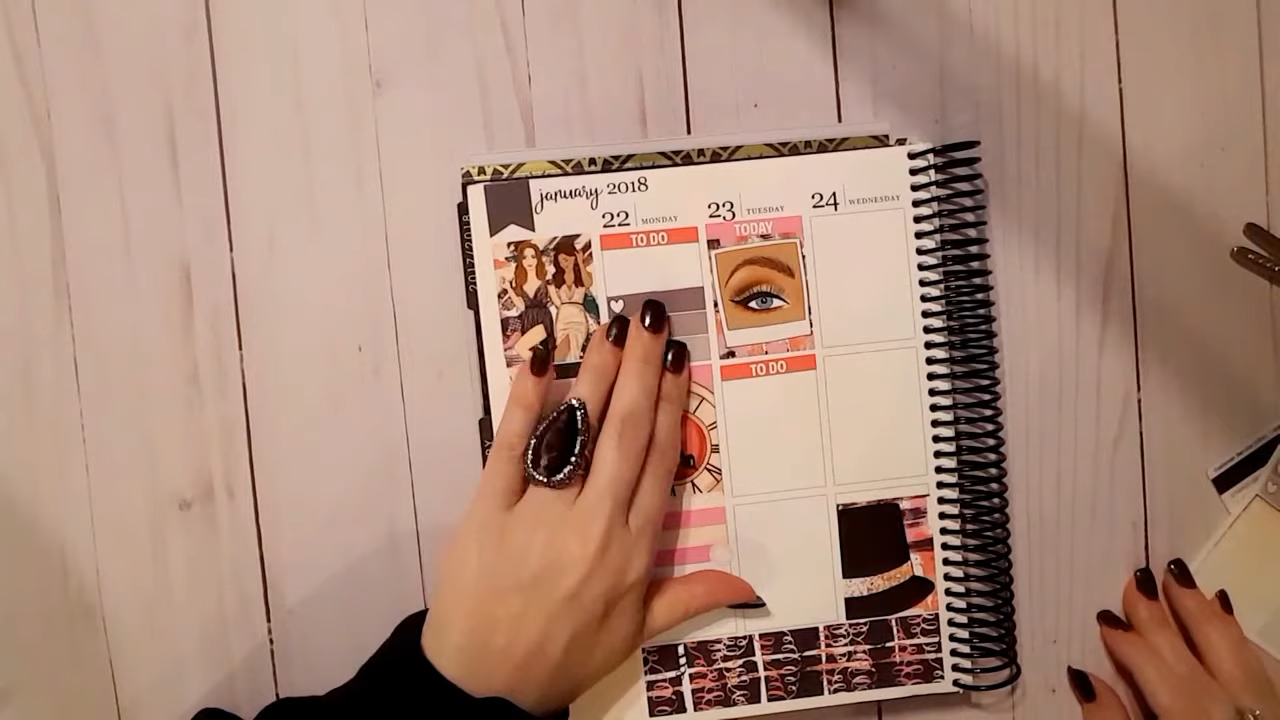 january 2018
22 MONDAY
23 TUESDAY
24 WEDNESDAY
TO DO
TODAY
TO DO
2017/2018